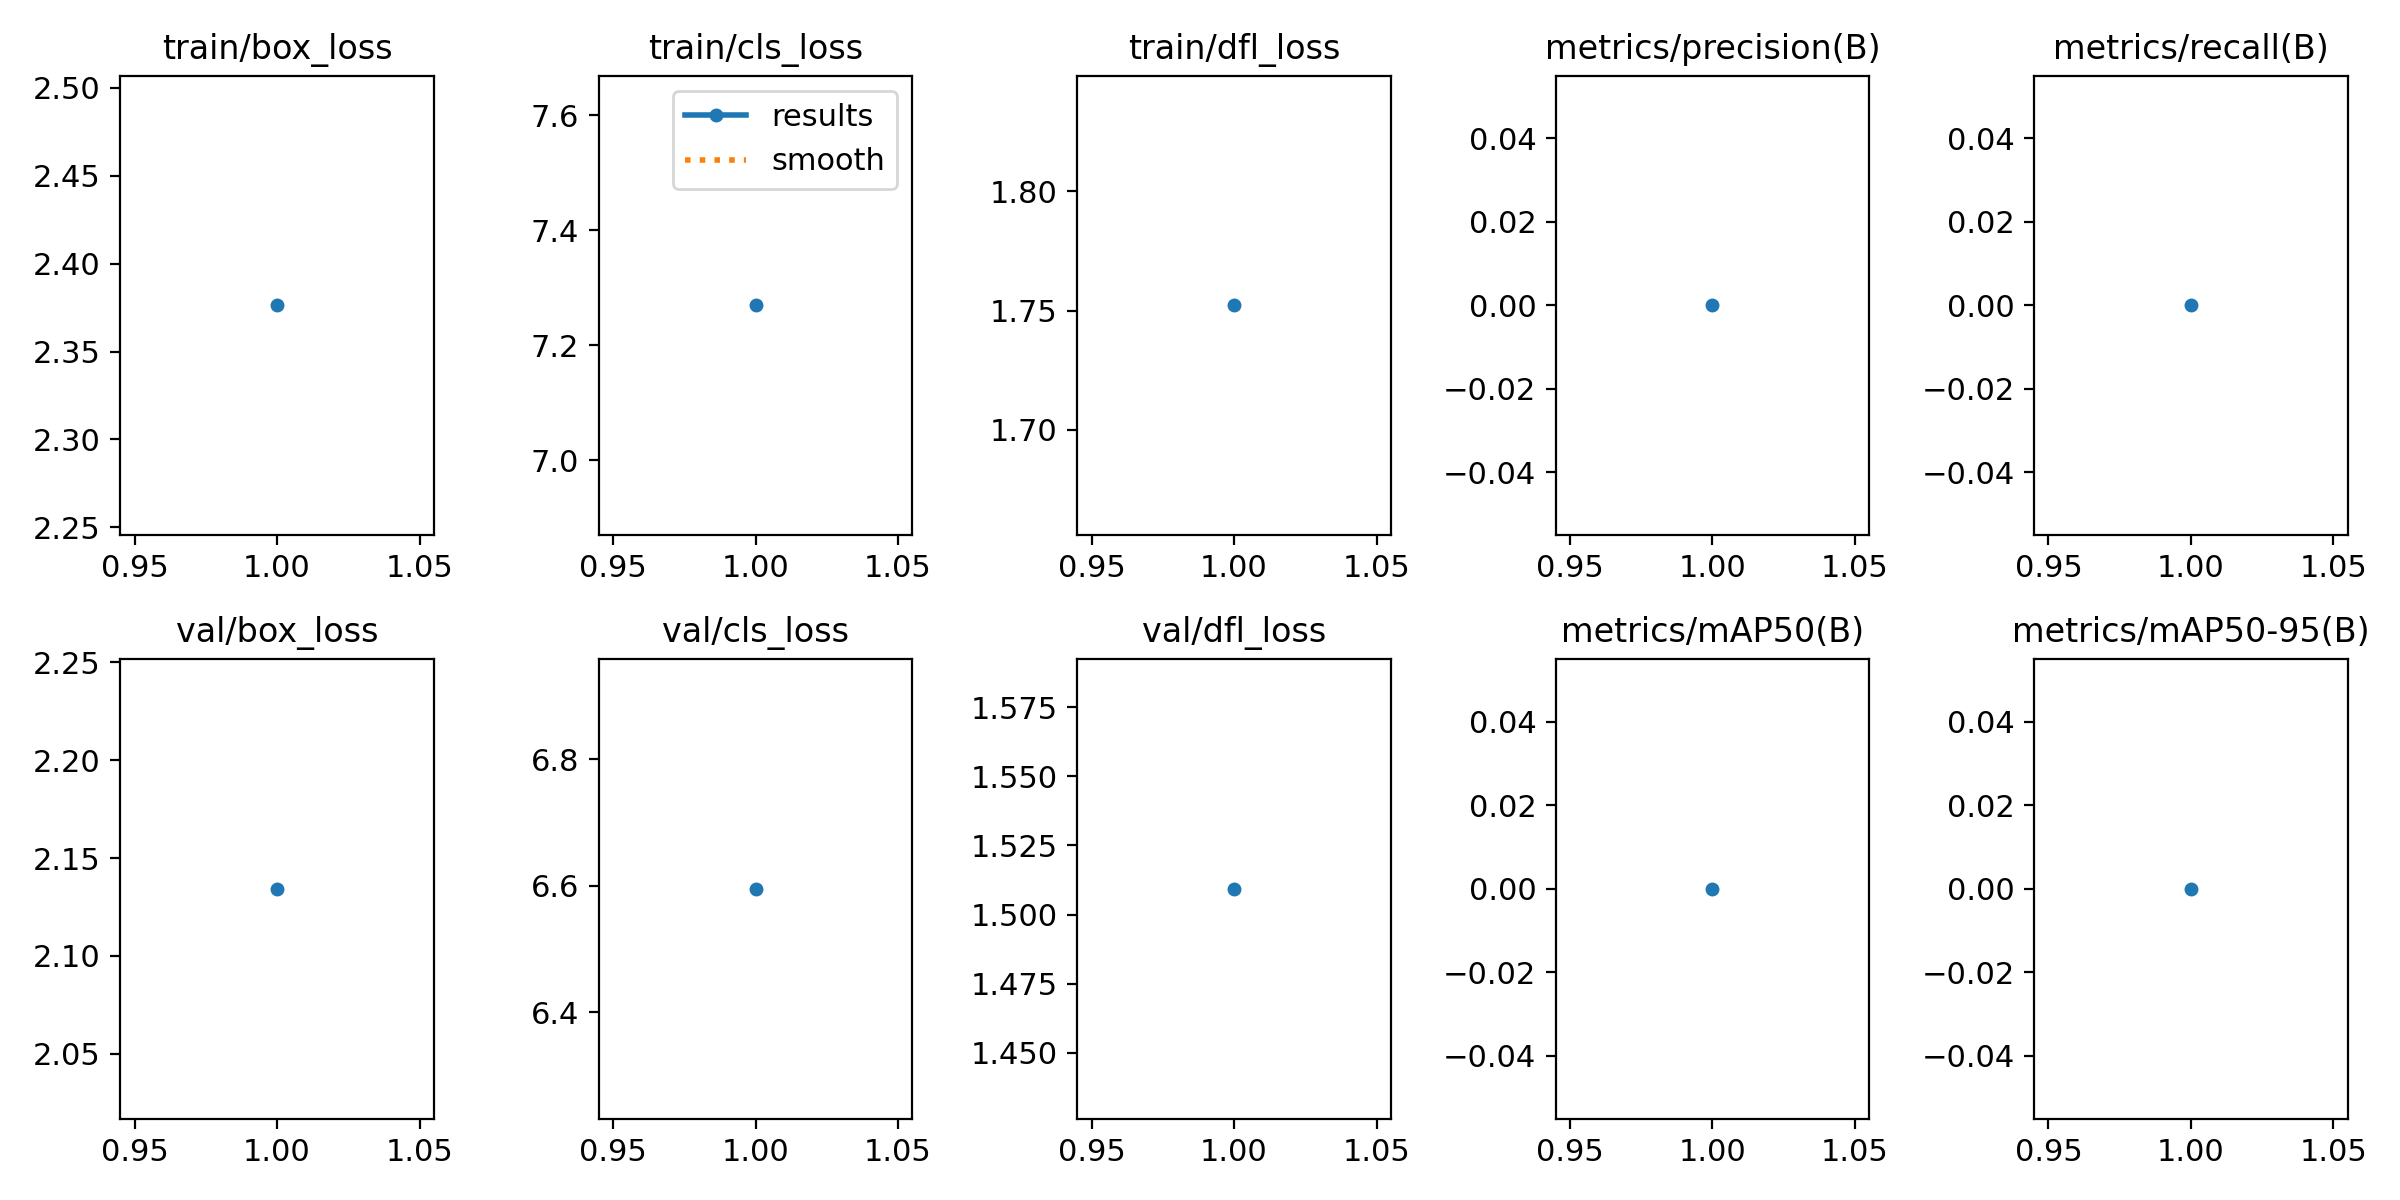 train/box_loss
2.50
2.45
2.40
2.35
2.30
2.25
0.95 1.00 1.05
train/cls_loss
results
smooth
7.6
7.4
7.2
7.0
0.95 1.00 1.05
train/dfl_loss
1.80
1.75
1.70
0.95 1.00 1.05
metrics/precision(B)
0.04
0.02
0.00
−0.02
−0.04
0.95 1.00 1.05
metrics/recall(B)
0.04
0.02
0.00
−0.02
−0.04
0.95 1.00 1.05
val/box_loss
2.25
2.20
2.15
2.10
2.05
0.95 1.00 1.05
val/cls_loss
6.8
6.6
6.4
0.95 1.00 1.05
val/dfl_loss
1.575
1.550
1.525
1.500
1.475
1.450
0.95 1.00 1.05
metrics/mAP50(B)
0.04
0.02
0.00
−0.02
−0.04
0.95 1.00 1.05
metrics/mAP50-95(B)
0.04
0.02
0.00
−0.02
−0.04
0.95 1.00 1.05